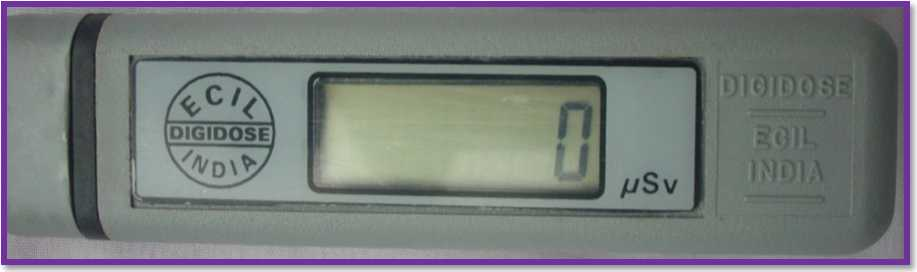 ECIL
DIGIDOSE
INDIA
0
µSv
DIGIDOSE
ECIL
INDIA